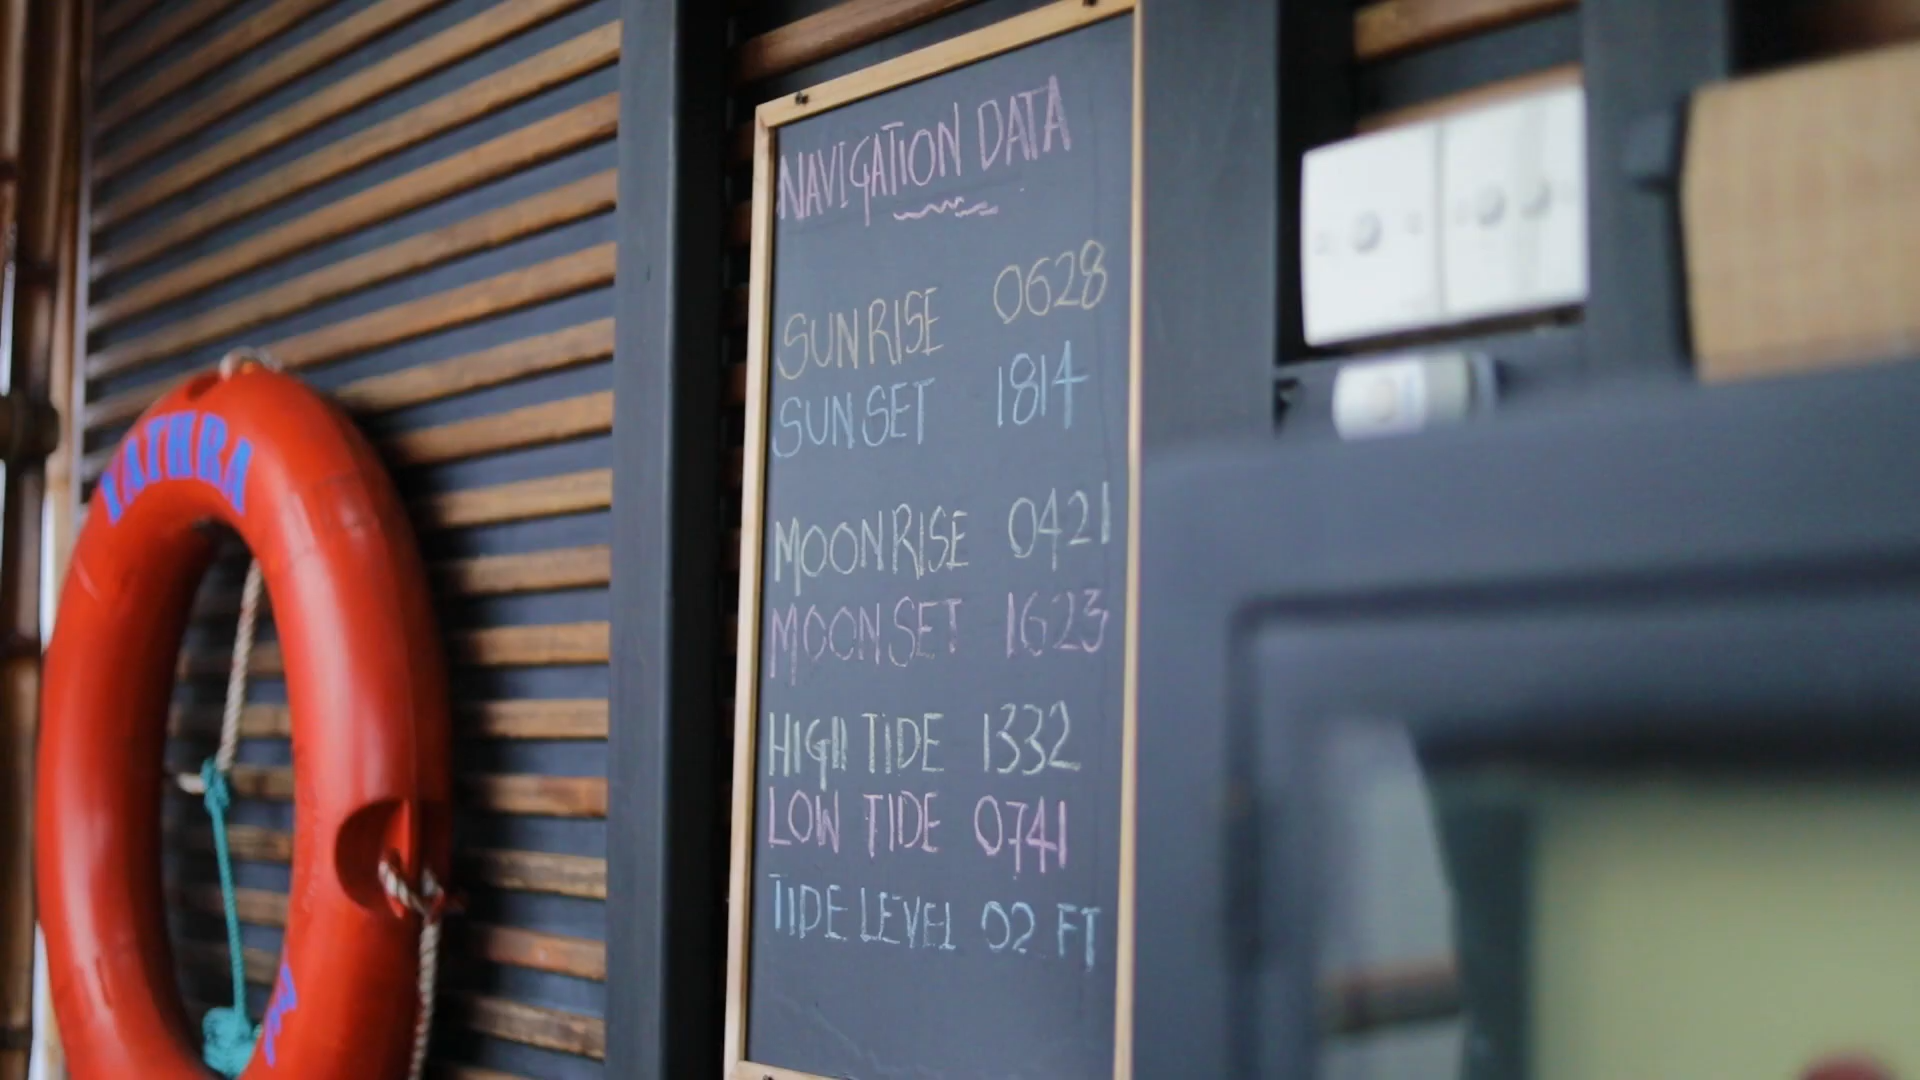 NAVIGATION DATA
SUNRISE 0628
SUNSET 1814
MOONRISE 0421
MOONSET 1623
HIGH TIDE 1332
LOW TIDE 0741
TIDE LEVEL 02 FT
YATHRA